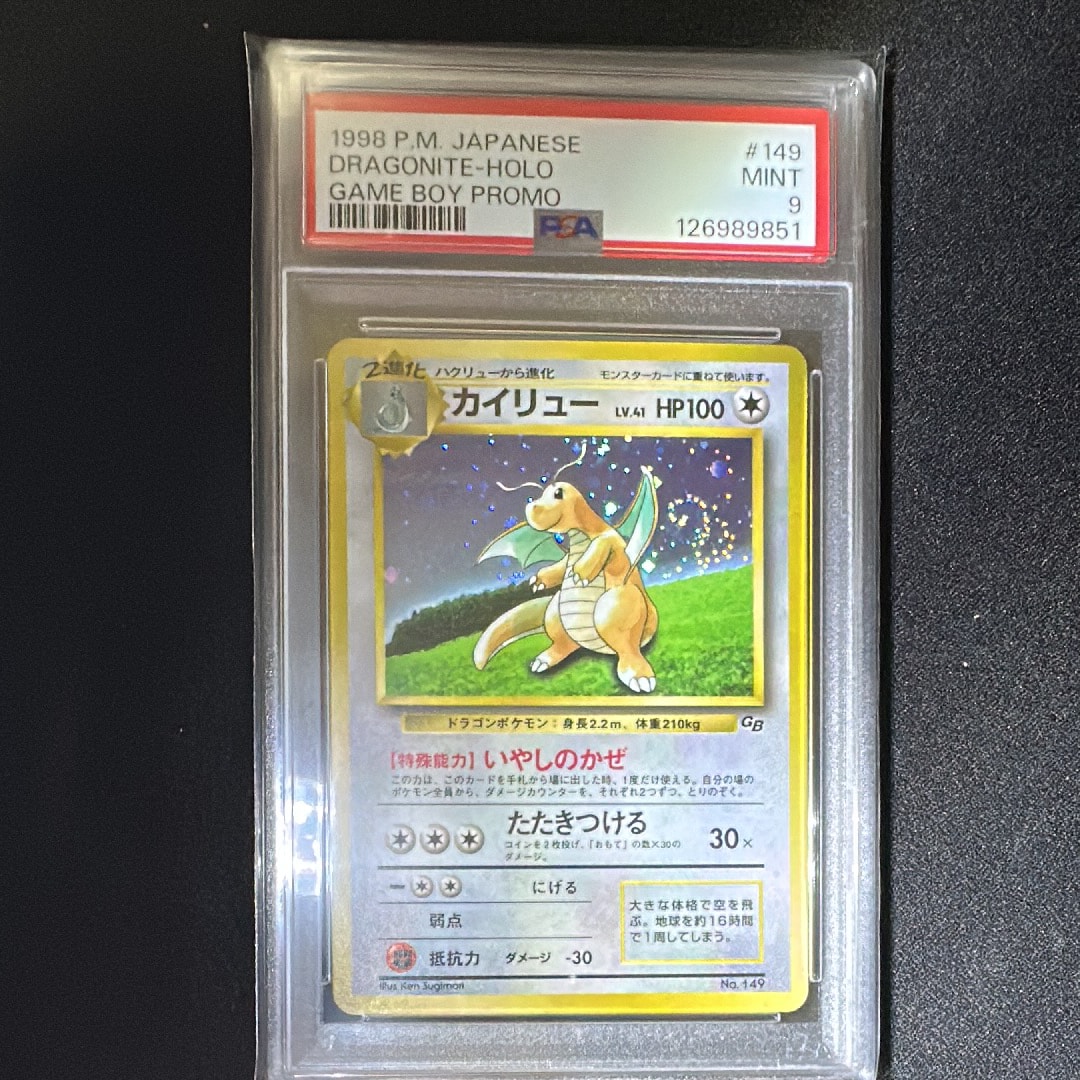 1998 P.M. JAPANESE
#149
DRAGONITE-HOLO
MINT
GAME BOY PROMO
9
PSA
126989851
2進化
ハクリューから進化
モンスターカードに重ねて使います。
カイリュー LV.41 HP100
ドラゴンポケモン：身長2.2m、体重210kg
GB
【特殊能力】いやしのかぜ
この力は、このカードを手札から場に出した時、1度だけ使える。自分の場の
ポケモン全員から、ダメージカウンターを、それぞれ2つずつ、とりのぞく。
たたきつける
30×
コインを2枚投げ、「おもて」の数×30の
ダメージ。
にげる
弱点
抵抗力 ダメージ -30
大きな体格で空を飛
ぶ。地球を約16時間
で1周してしまう。
Illus. Ken Sugimori
No. 149